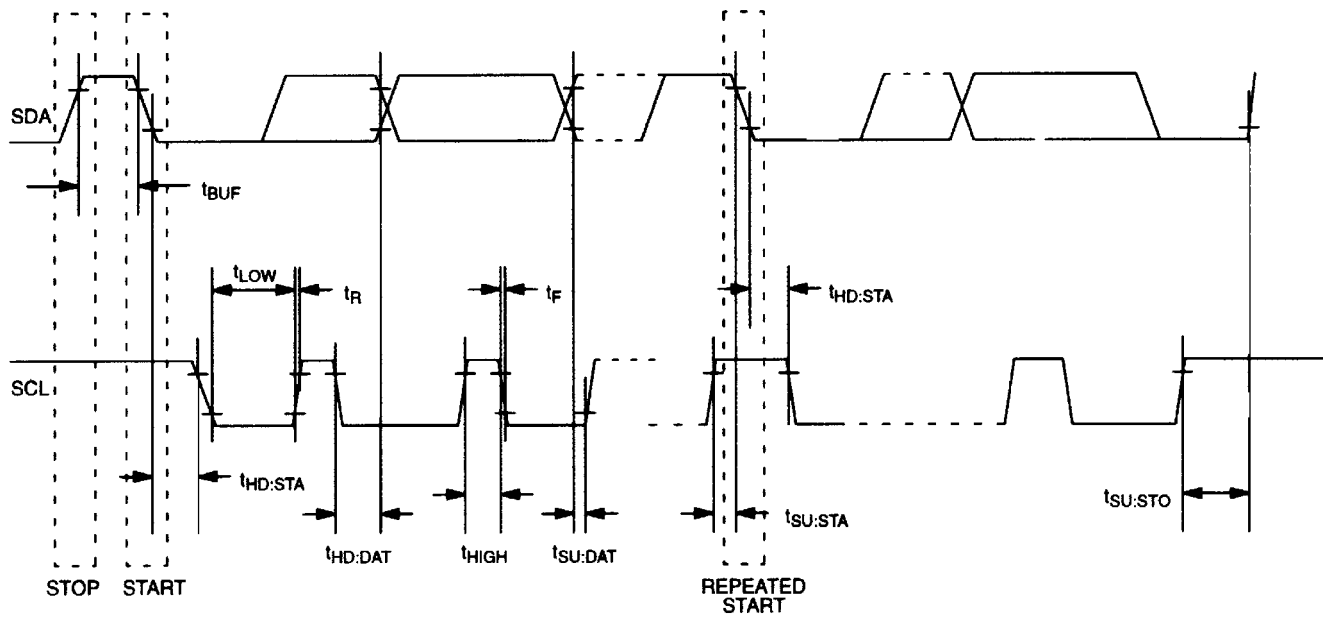 SDA
tBUF
tLOW
tR
tF
tHD:STA
SCL
tHD:STA
tHD:DAT
tHIGH
tSU:DAT
tSU:STA
tSU:STO
STOP
START
REPEATED
START